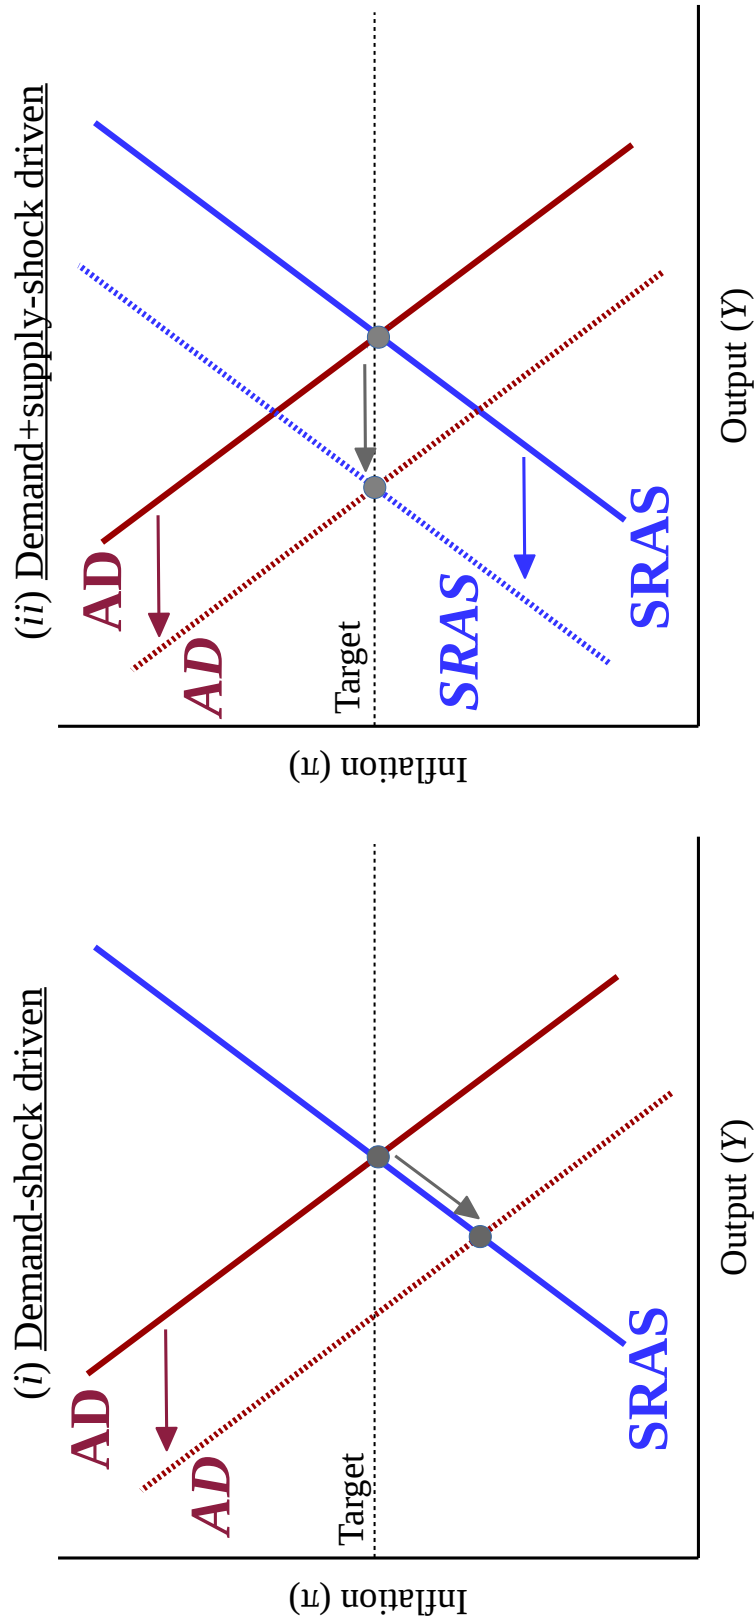 (i) Demand-shock driven
AD
AD
Target
SRAS
Inflation (π)
Output (Y)
(ii) Demand+supply-shock driven
AD
AD
Target
SRAS
SRAS
Inflation (π)
Output (Y)